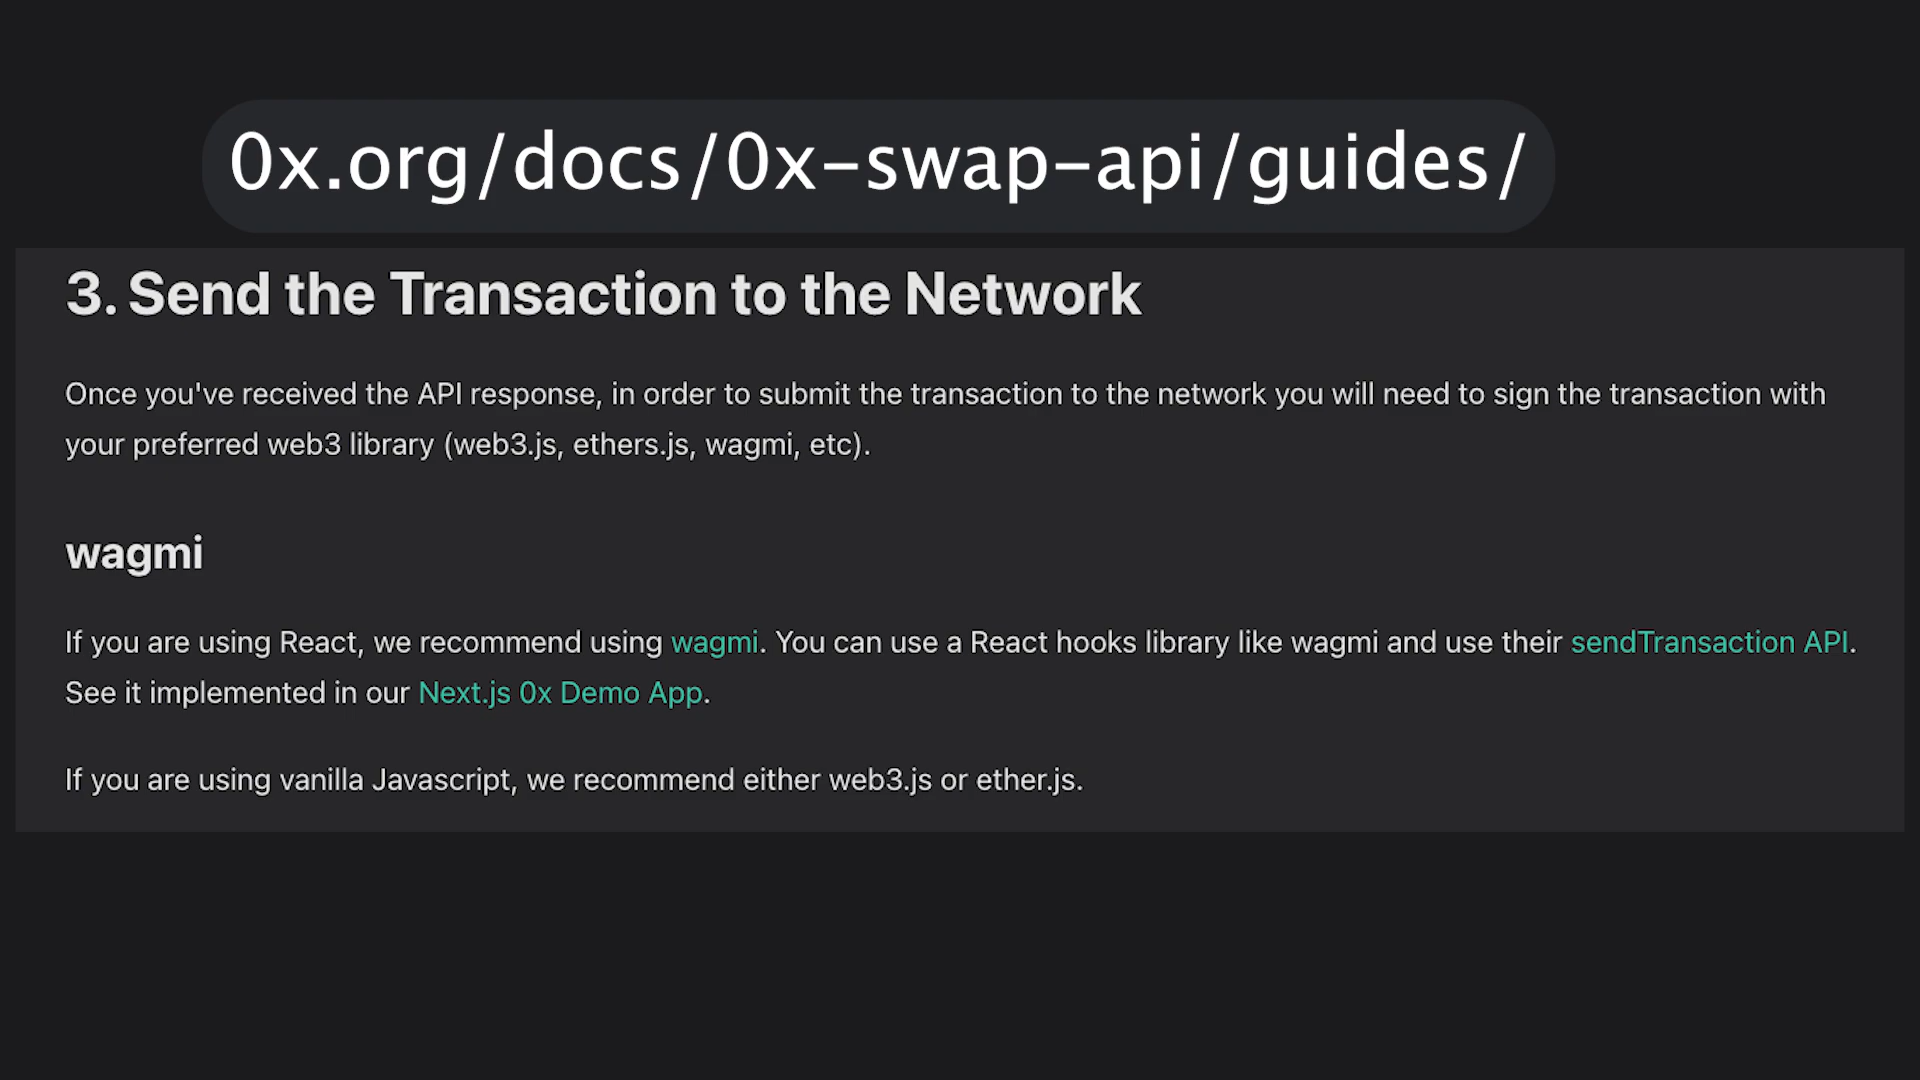 0x.org/docs/0x-swap-api/guides/
3. Send the Transaction to the Network
Once you've received the API response, in order to submit the transaction to the network you will need to sign the transaction with
your preferred web3 library (web3.js, ethers.js, wagmi, etc).
wagmi
If you are using React, we recommend using wagmi. You can use a React hooks library like wagmi and use their sendTransaction API.
See it implemented in our Next.js 0x Demo App.
If you are using vanilla Javascript, we recommend either web3.js or ether.js.